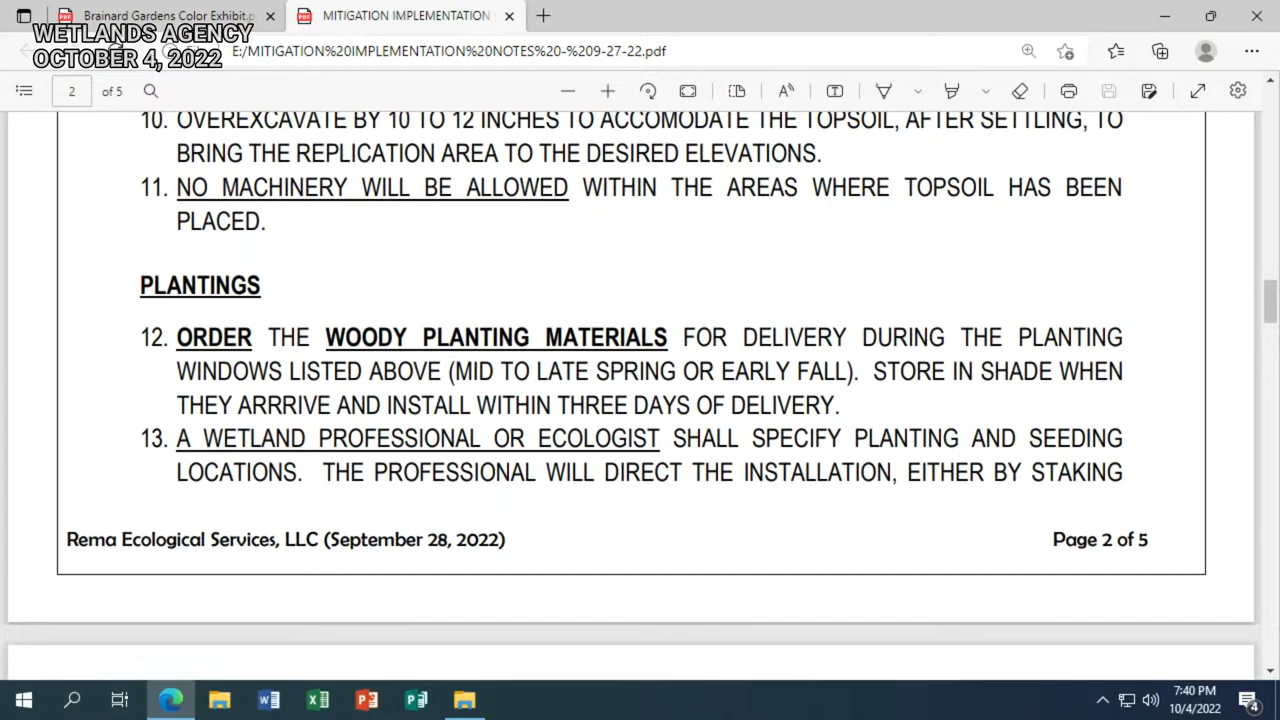 Brainard Gardens Color Exhibit.p
MITIGATION IMPLEMENTATION
WETLANDS AGENCY
OCTOBER 4, 2022
E:/MITIGATION%20IMPLEMENTATION%20NOTES%20-%209-27-22.pdf
2 of 5
10. OVEREXCAVATE BY 10 TO 12 INCHES TO ACCOMODATE THE TOPSOIL, AFTER SETTLING, TO
BRING THE REPLICATION AREA TO THE DESIRED ELEVATIONS.
11. NO MACHINERY WILL BE ALLOWED WITHIN THE AREAS WHERE TOPSOIL HAS BEEN
PLACED.
PLANTINGS
12. ORDER THE WOODY PLANTING MATERIALS FOR DELIVERY DURING THE PLANTING
WINDOWS LISTED ABOVE (MID TO LATE SPRING OR EARLY FALL). STORE IN SHADE WHEN
THEY ARRRIVE AND INSTALL WITHIN THREE DAYS OF DELIVERY.
13. A WETLAND PROFESSIONAL OR ECOLOGIST SHALL SPECIFY PLANTING AND SEEDING
LOCATIONS. THE PROFESSIONAL WILL DIRECT THE INSTALLATION, EITHER BY STAKING
Rema Ecological Services, LLC (September 28, 2022)
Page 2 of 5
7:40 PM
10/4/2022
4